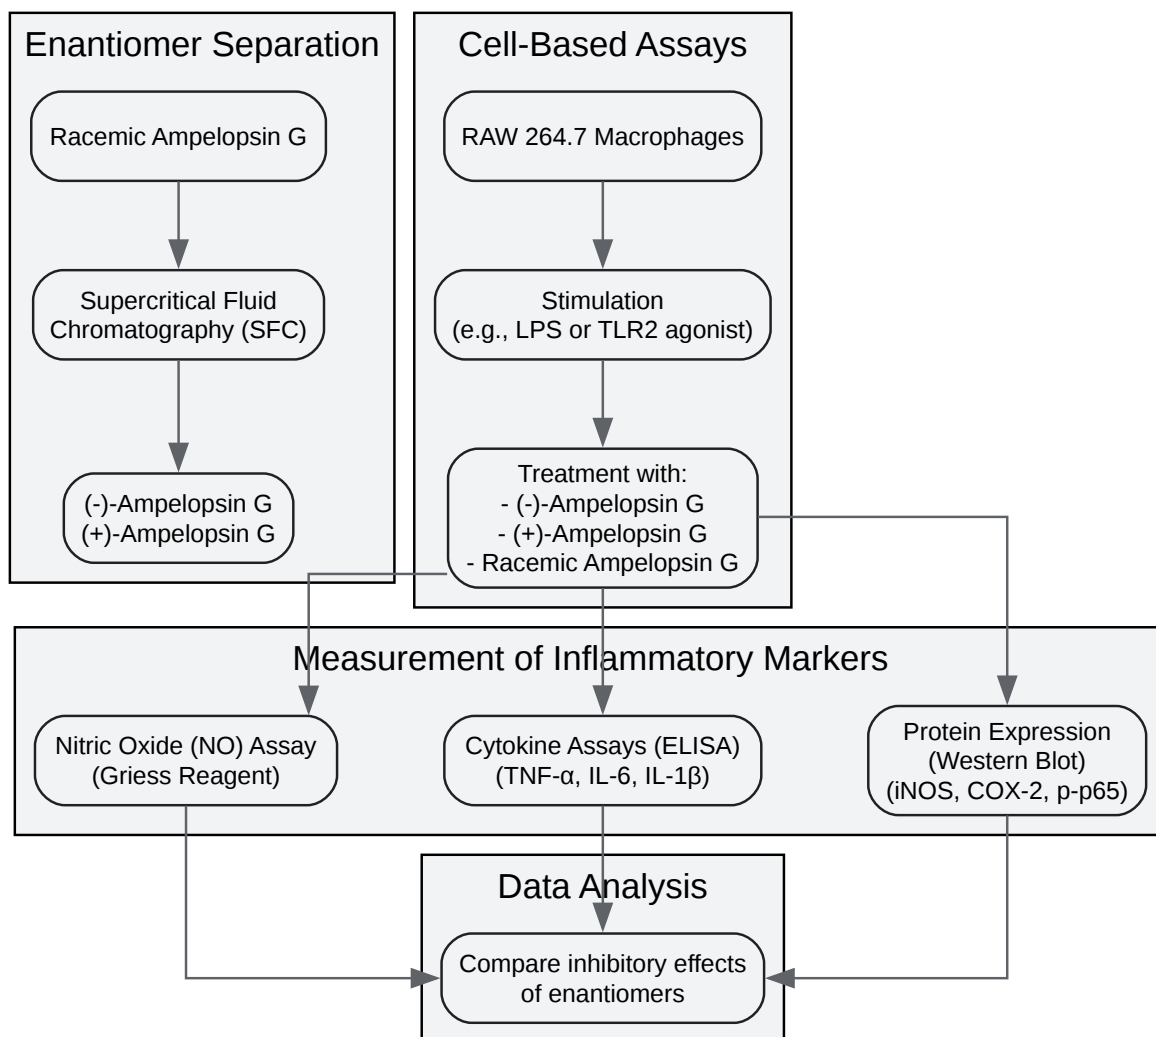 Enantiomer Separation
Racemic Ampelopsin G
Supercritical Fluid
Chromatography (SFC)
(-)-Ampelopsin G
(+)-Ampelopsin G
Cell-Based Assays
RAW 264.7 Macrophages
Stimulation
(e.g., LPS or TLR2 agonist)
Treatment with:
- (-)-Ampelopsin G
- (+)-Ampelopsin G
- Racemic Ampelopsin G
Measurement of Inflammatory Markers
Nitric Oxide (NO) Assay
(Griess Reagent)
Cytokine Assays (ELISA)
(TNF-α, IL-6, IL-1β)
Protein Expression
(Western Blot)
(iNOS, COX-2, p-p65)
Data Analysis
Compare inhibitory effects
of enantiomers